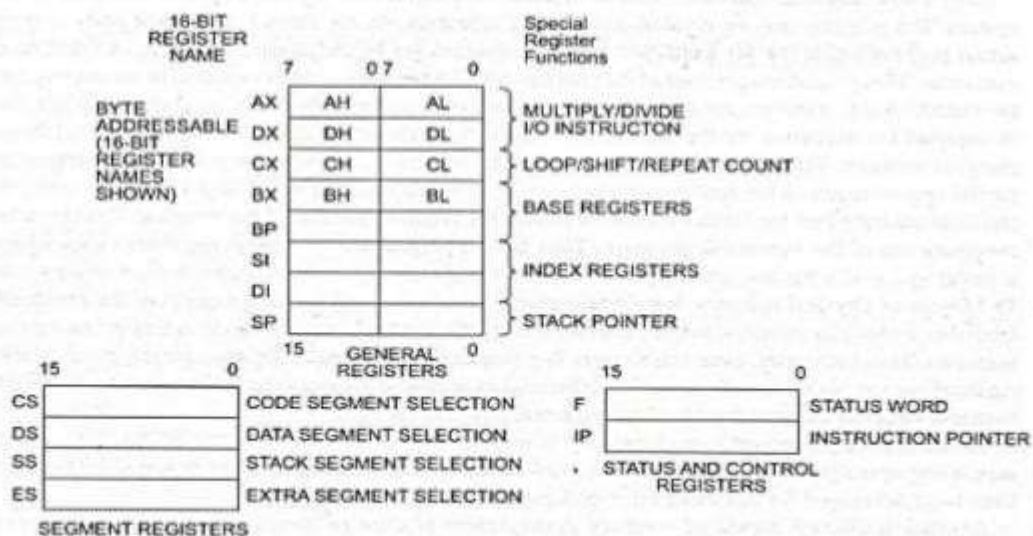 16-BIT
REGISTER
NAME
Special
Register
Functions
7 0 7 0
BYTE
ADDRESSABLE
(16-BIT
REGISTER
NAMES
SHOWN)
AX AH AL
DX DH DL
CX CH CL
BX BH BL
BP
SI
DI
SP
MULTIPLY/DIVIDE
I/O INSTRUCTON
LOOP/SHIFT/REPEAT COUNT
BASE REGISTERS
INDEX REGISTERS
STACK POINTER
15 0
GENERAL
REGISTERS
15 0
CS CODE SEGMENT SELECTION
DS DATA SEGMENT SELECTION
SS STACK SEGMENT SELECTION
ES EXTRA SEGMENT SELECTION
SEGMENT REGISTERS
15 0
F STATUS WORD
IP INSTRUCTION POINTER
STATUS AND CONTROL
REGISTERS